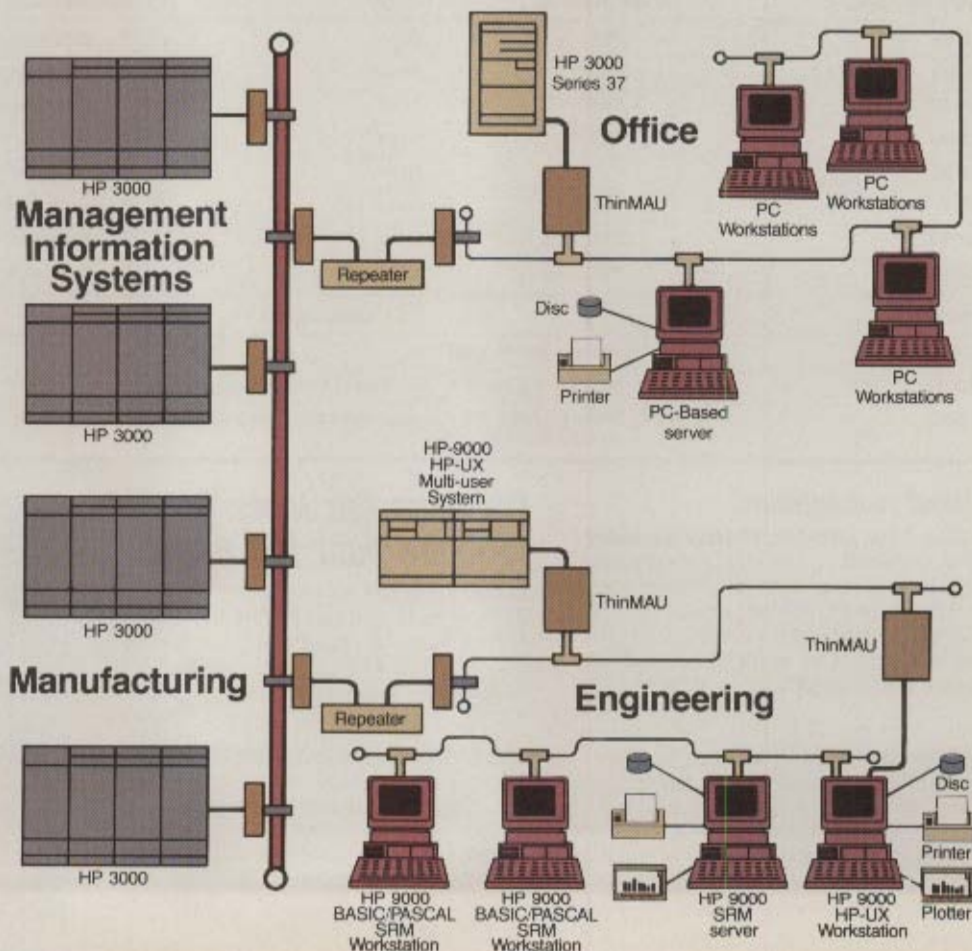 HP 3000
Management
Information
Systems
HP 3000
HP 3000
Manufacturing
HP 3000
Repeater
HP 3000
Series 37
Office
ThinMAU
PC
Workstations
PC
Workstations
PC
Workstations
Disc
Printer
PC-Based
server
HP-9000
HP-UX
Multi-user
System
ThinMAU
ThinMAU
Repeater
Engineering
HP 9000
BASIC/PASCAL
SRM
Workstation
HP 9000
BASIC/PASCAL
SRM
Workstation
HP 9000
SRM
server
HP 9000
HP-UX
Workstation
Disc
Printer
Plotter